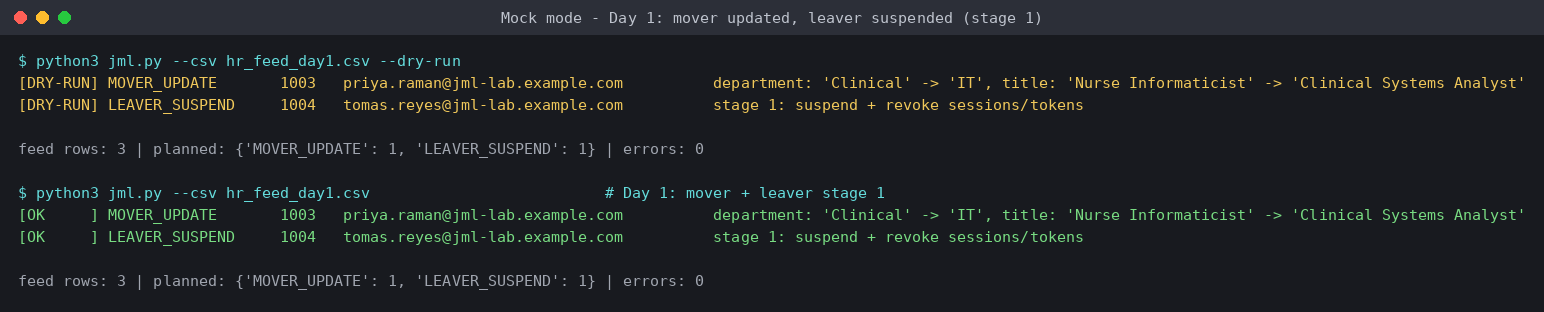 Mock mode - Day 1: mover updated, leaver suspended (stage 1)
$ python3 jml.py --csv hr_feed_day1.csv --dry-run
[DRY-RUN] MOVER_UPDATE       1003   priya.raman@jml-lab.example.com          department: 'Clinical' -> 'IT', title: 'Nurse Informaticist' -> 'Clinical Systems Analyst'
[DRY-RUN] LEAVER_SUSPEND     1004   tomas.reyes@jml-lab.example.com          stage 1: suspend + revoke sessions/tokens
feed rows: 3 | planned: {'MOVER_UPDATE': 1, 'LEAVER_SUSPEND': 1} | errors: 0
$ python3 jml.py --csv hr_feed_day1.csv                          # Day 1: mover + leaver stage 1
[OK     ] MOVER_UPDATE       1003   priya.raman@jml-lab.example.com          department: 'Clinical' -> 'IT', title: 'Nurse Informaticist' -> 'Clinical Systems Analyst'
[OK     ] LEAVER_SUSPEND     1004   tomas.reyes@jml-lab.example.com          stage 1: suspend + revoke sessions/tokens
feed rows: 3 | planned: {'MOVER_UPDATE': 1, 'LEAVER_SUSPEND': 1} | errors: 0